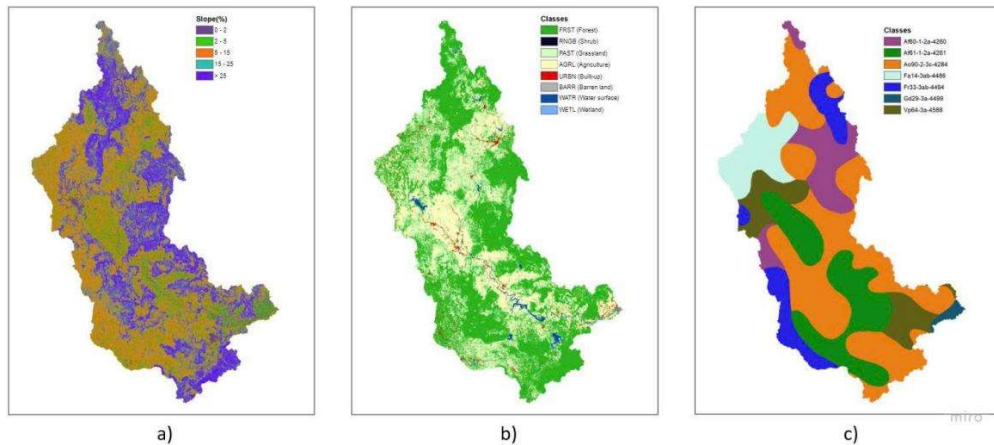 Slope(%)
0 - 2
2 - 5
5 - 15
15 - 25
> 25
Classes
FRST (Forest)
RNGB (Shrub)
PAST (Grassland)
AGRL (Agriculture)
URBN (Built-up)
BARR (Barren land)
WATR (Water surface)
WETL (Wetland)
Classes
Af60-1-2a-4260
Af61-1-2a-4261
Ao90-2-3c-4284
Fa14-3ab-4486
Fr33-3ab-4494
Gd29-3a-4499
Vp64-3a-4588
miro
a)
b)
c)